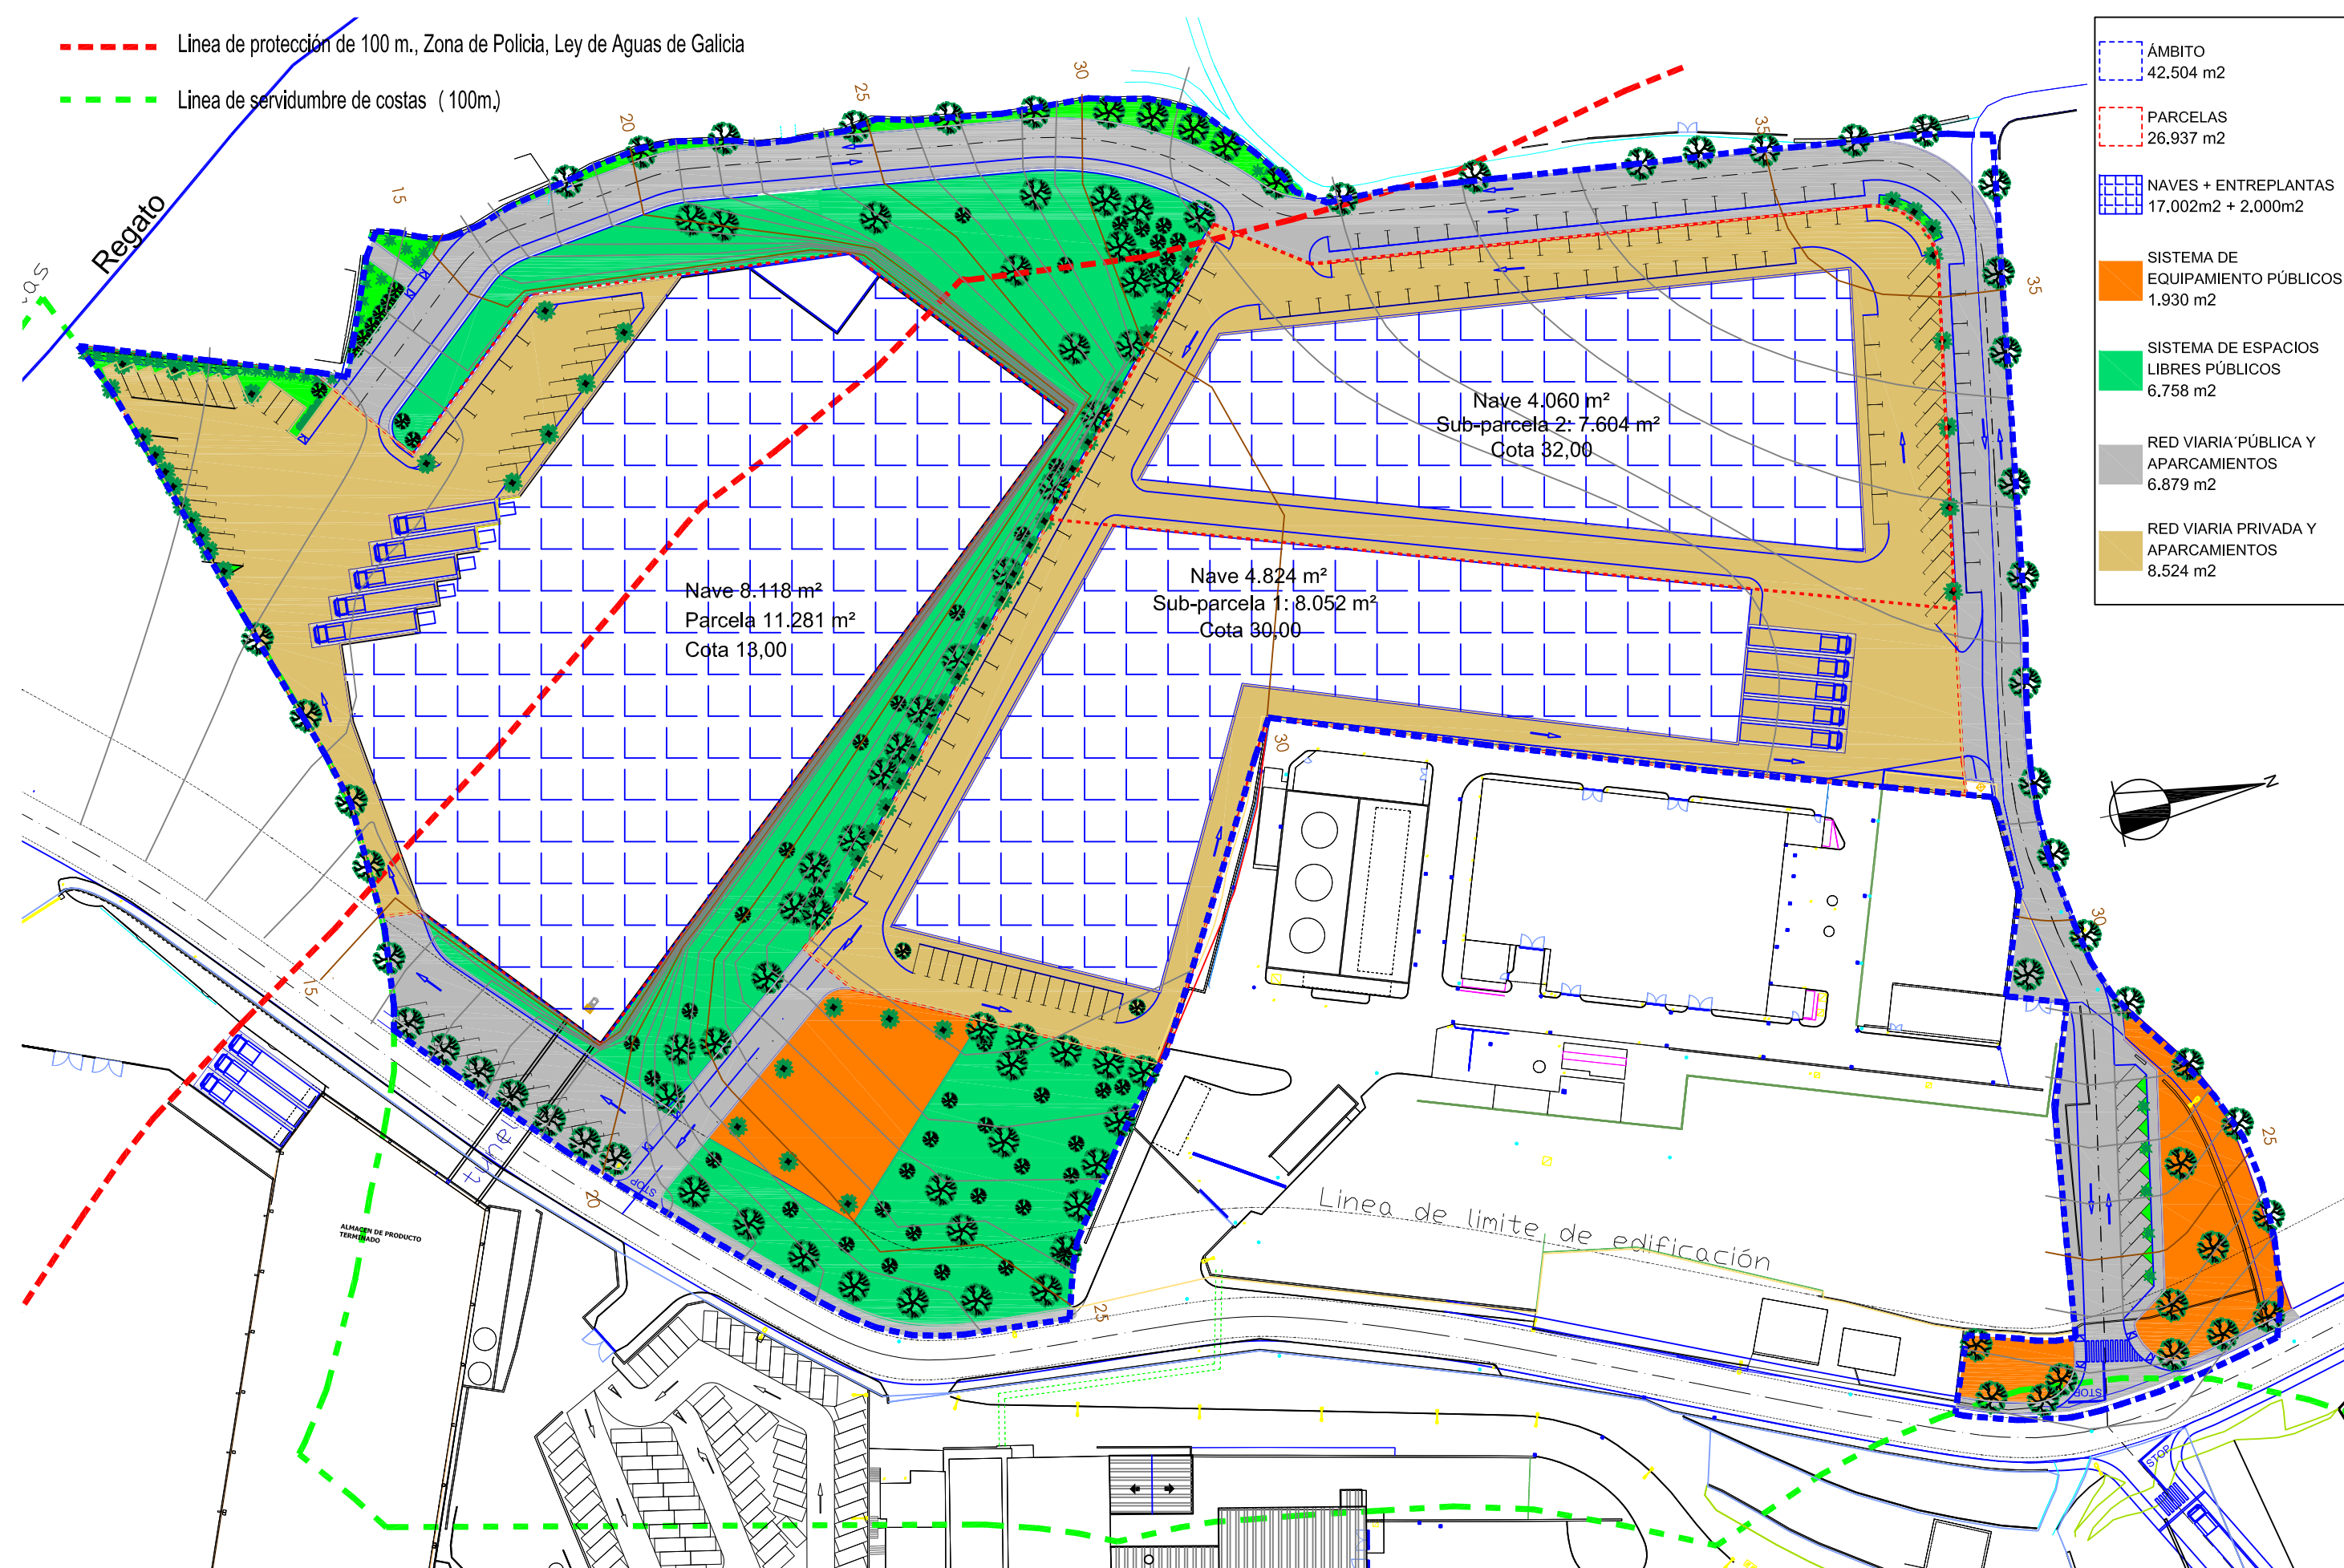 Linea de protección de 100 m., Zona de Policia, Ley de Aguas de Galicia
Linea de servidumbre de costas ( 100m.)
Regato
15
20
25
30
35
35
ÁMBITO
42.504 m2
PARCELAS
26.937 m2
NAVES + ENTREPLANTAS
17.002m2 + 2.000m2
SISTEMA DE
EQUIPAMIENTO PÚBLICOS
1.930 m2
SISTEMA DE ESPACIOS
LIBRES PÚBLICOS
6.758 m2
RED VIARIA PÚBLICA Y
APARCAMIENTOS
6.879 m2
RED VIARIA PRIVADA Y
APARCAMIENTOS
8.524 m2
Nave 4.060 m²
Sub-parcela 2: 7.604 m²
Cota 32,00
Nave 8.118 m²
Parcela 11.281 m²
Cota 13,00
Nave 4.824 m²
Sub-parcela 1: 8.052 m²
Cota 30,00
30
N
30
15
25
tunel
STOP
20
ALMACEN DE PRODUCTO
TERMINADO
Linea de limite de edificación
25
STOP
STOP